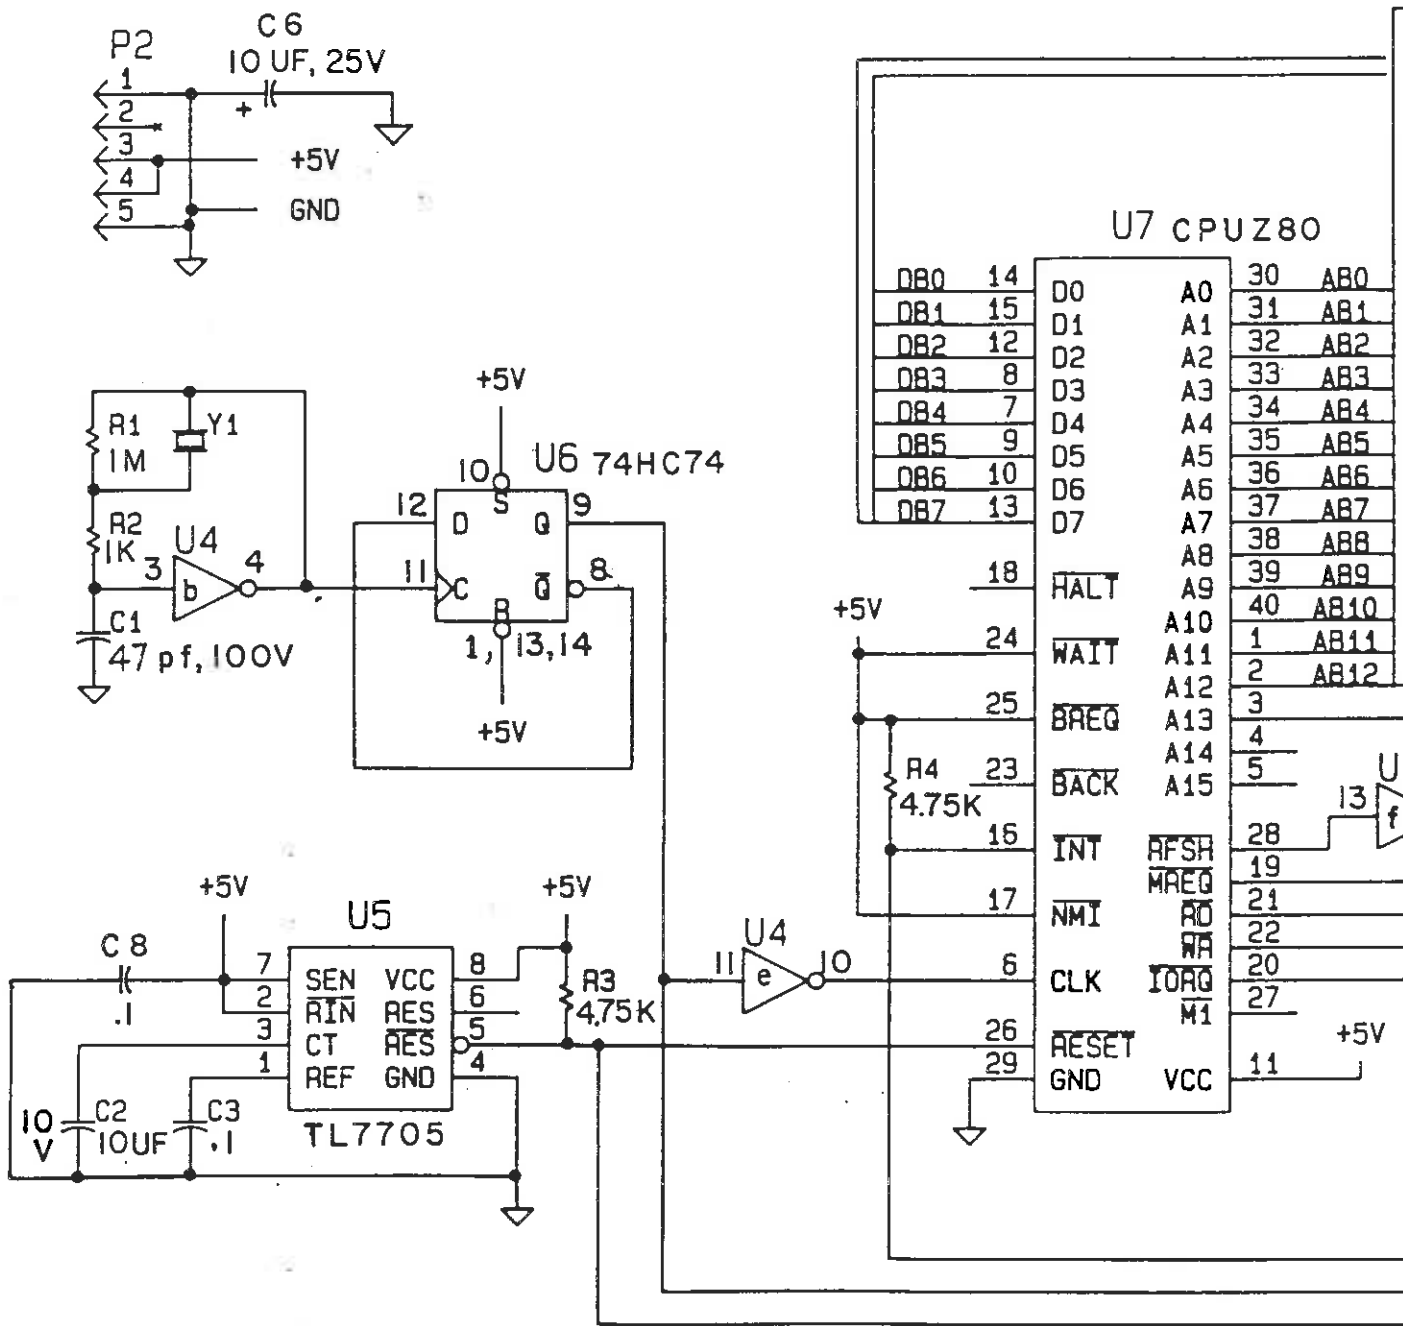 P2
C6
10 UF, 25V
1
+
2
3
+5V
4
5
GND
U7 CPUZ80
DB0 14 D0 A0 30 AB0
DB1 15 D1 A1 31 AB1
DB2 12 D2 A2 32 AB2
DB3 8 D3 A3 33 AB3
DB4 7 D4 A4 34 AB4
DB5 9 D5 A5 35 AB5
DB6 10 D6 A6 36 AB6
DB7 13 D7 A7 37 AB7
A8 38 AB8
18 HALT A9 39 AB9
A10 40 AB10
+5V
24 WAIT A11 1 AB11
A12 2 AB12
25 BREQ A13 3
A14 4
23 BACK A15 5
R4
4.75K
U
13 f
16 INT RFSH 28
MREQ 19
17 NMI RD 21
WR 22
6 CLK IORQ 20
M1 27
26 RESET
+5V
29 GND VCC 11
+5V
R1
1M
Y1
U6 74HC74
10
S
12 D Q 9
R2
1K
U4
3 b 4
11 C Q 8
R
1, 13,14
C1
47 pf, 100V
+5V
+5V
U5
+5V
C8
.1
7 SEN VCC 8
2 RIN RES 6
3 CT RES 5
1 REF GND 4
R3
4.75K
U4
11 e 10
10
V
C2
10UF
C3
.1
TL7705